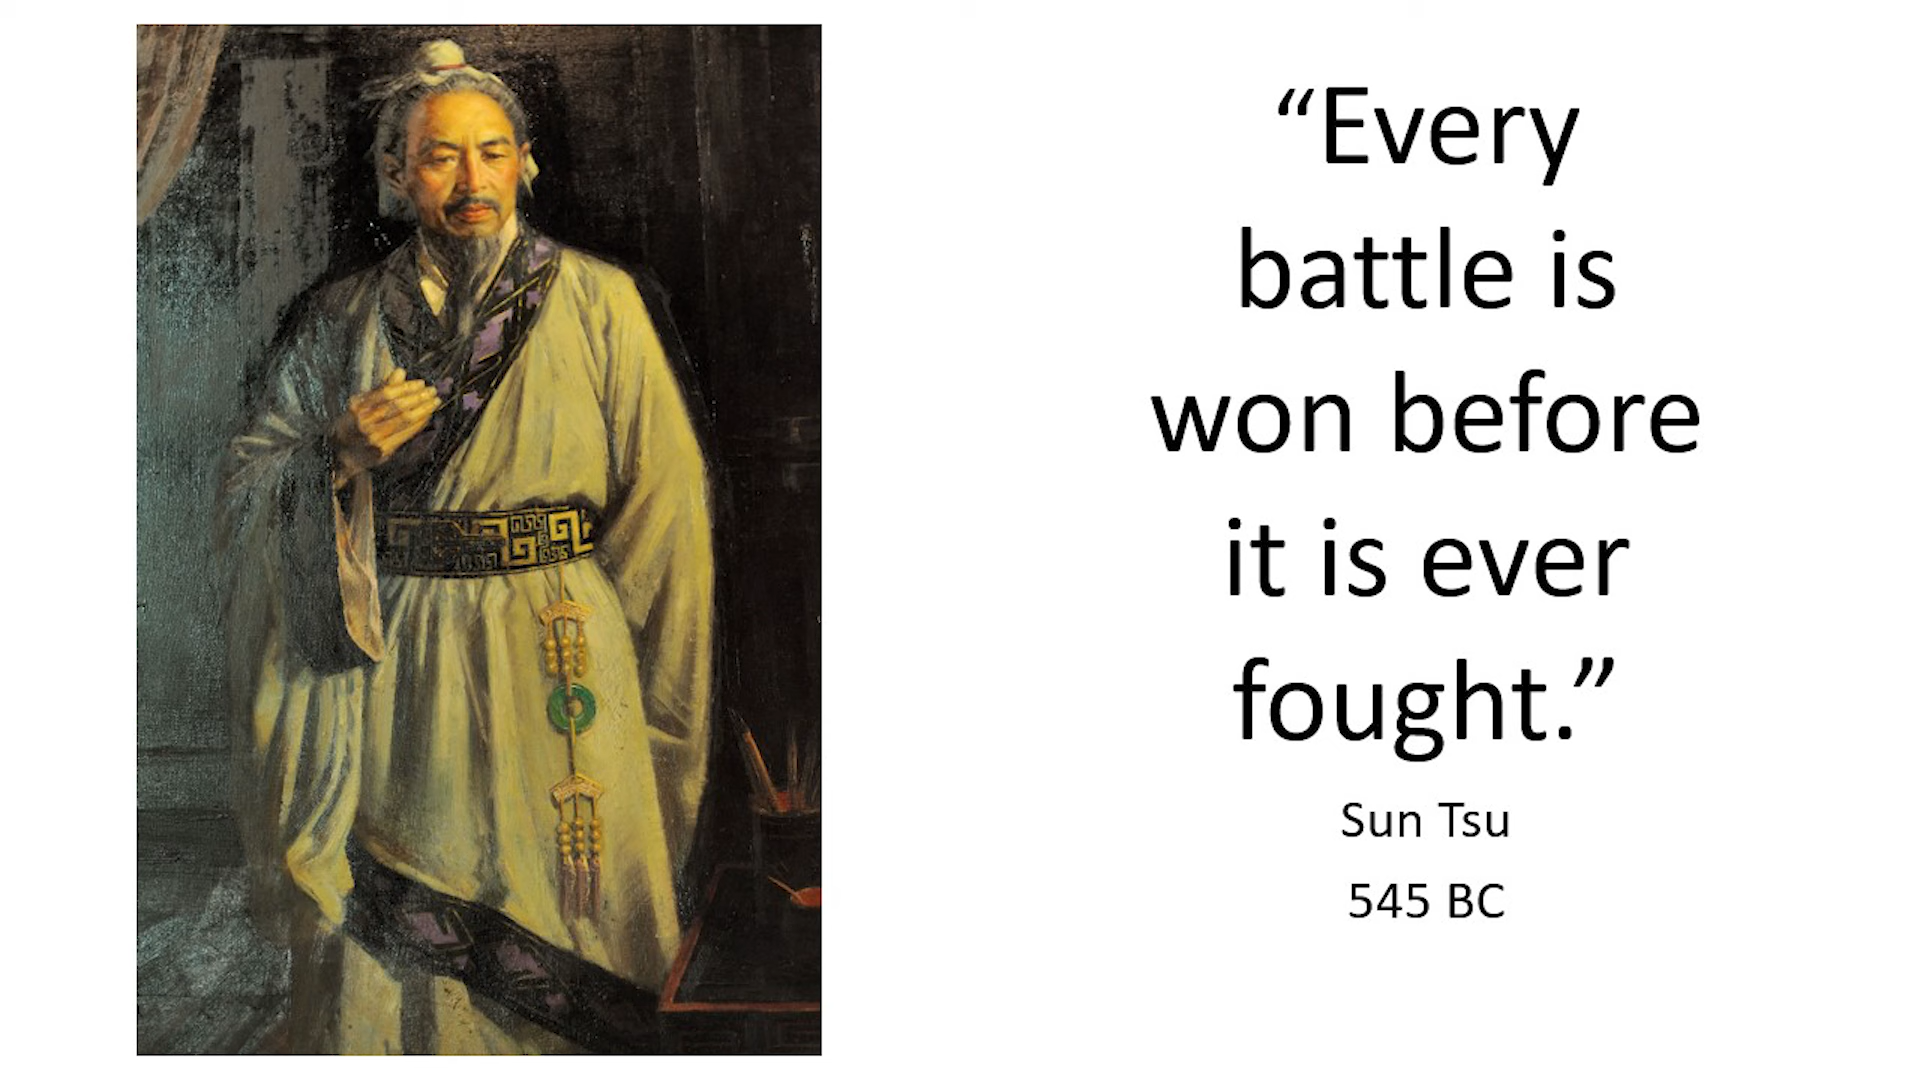 “Every
battle is
won before
it is ever
fought.”
Sun Tsu
545 BC